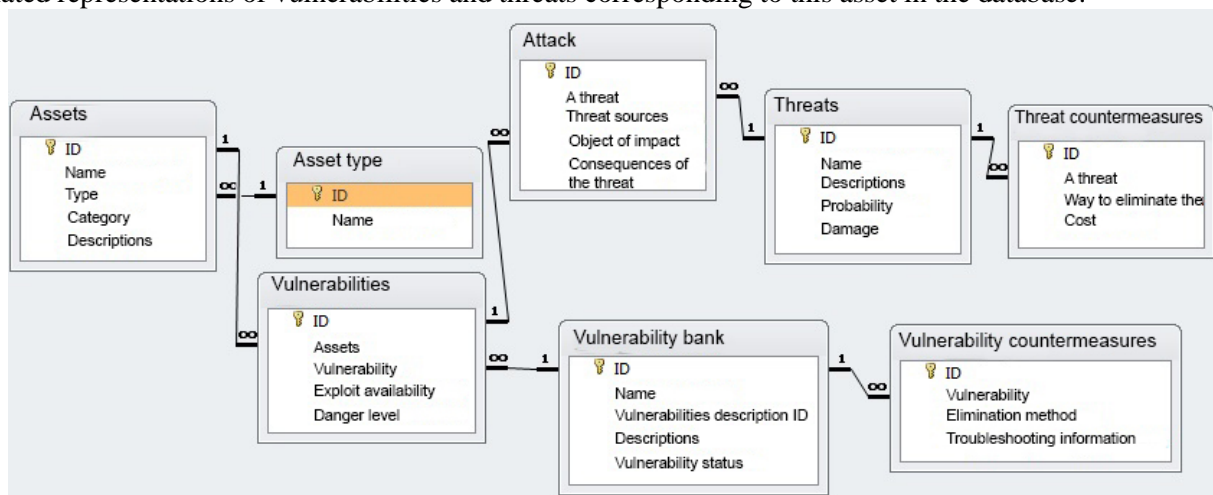 representations of vulnerabilities and threats corresponding to this asset in the database.
Assets
ID
Name
Type
Category
Descriptions
1
∞
∞
1
Asset type
ID
Name
Attack
ID
A threat
Threat sources
Object of impact
Consequences of
the threat
∞
∞
1
Threats
ID
Name
Descriptions
Probability
Damage
1
∞
Threat countermeasures
ID
A threat
Way to eliminate the
Cost
Vulnerabilities
ID
Assets
Vulnerability
Exploit availability
Danger level
∞
1
∞
1
Vulnerability bank
ID
Name
Vulnerabilities description ID
Descriptions
Vulnerability status
1
∞
Vulnerability countermeasures
ID
Vulnerability
Elimination method
Troubleshooting information